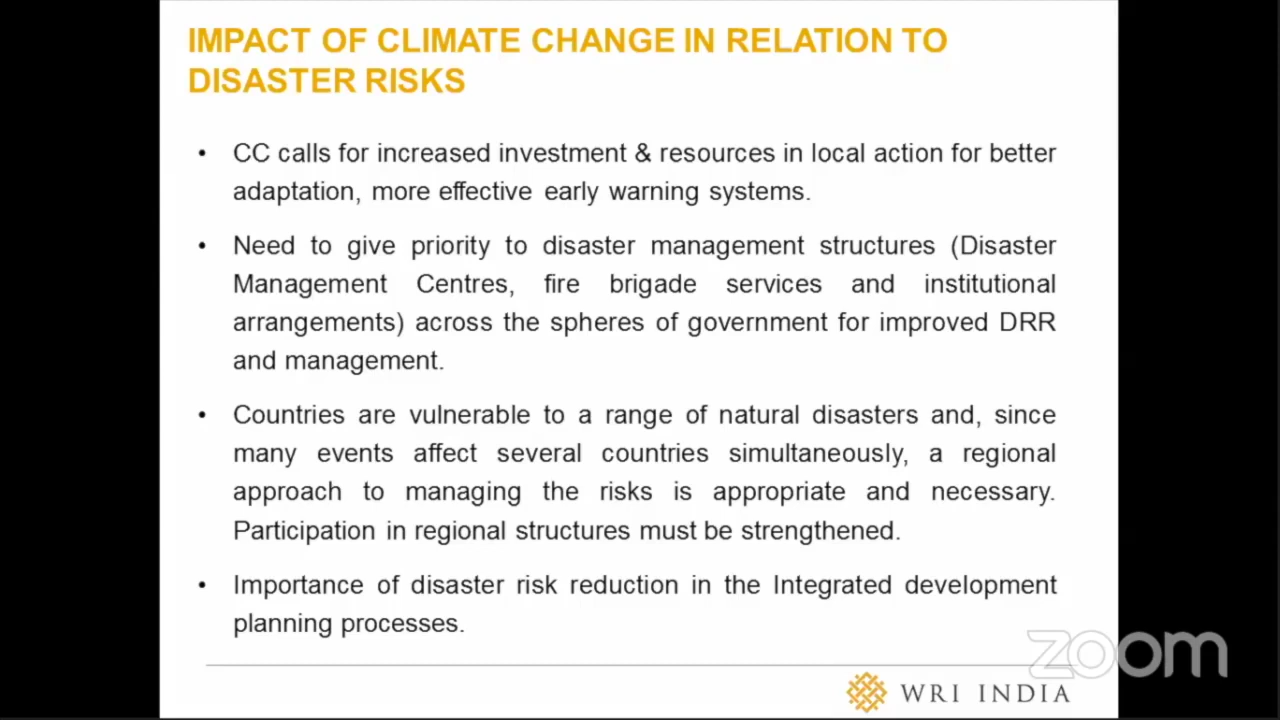 IMPACT OF CLIMATE CHANGE IN RELATION TO
DISASTER RISKS
• CC calls for increased investment & resources in local action for better
adaptation, more effective early warning systems.
• Need to give priority to disaster management structures (Disaster
Management Centres, fire brigade services and institutional
arrangements) across the spheres of government for improved DRR
and management.
• Countries are vulnerable to a range of natural disasters and, since
many events affect several countries simultaneously, a regional
approach to managing the risks is appropriate and necessary.
Participation in regional structures must be strengthened.
• Importance of disaster risk reduction in the Integrated development
planning processes.
zoom
WRI INDIA